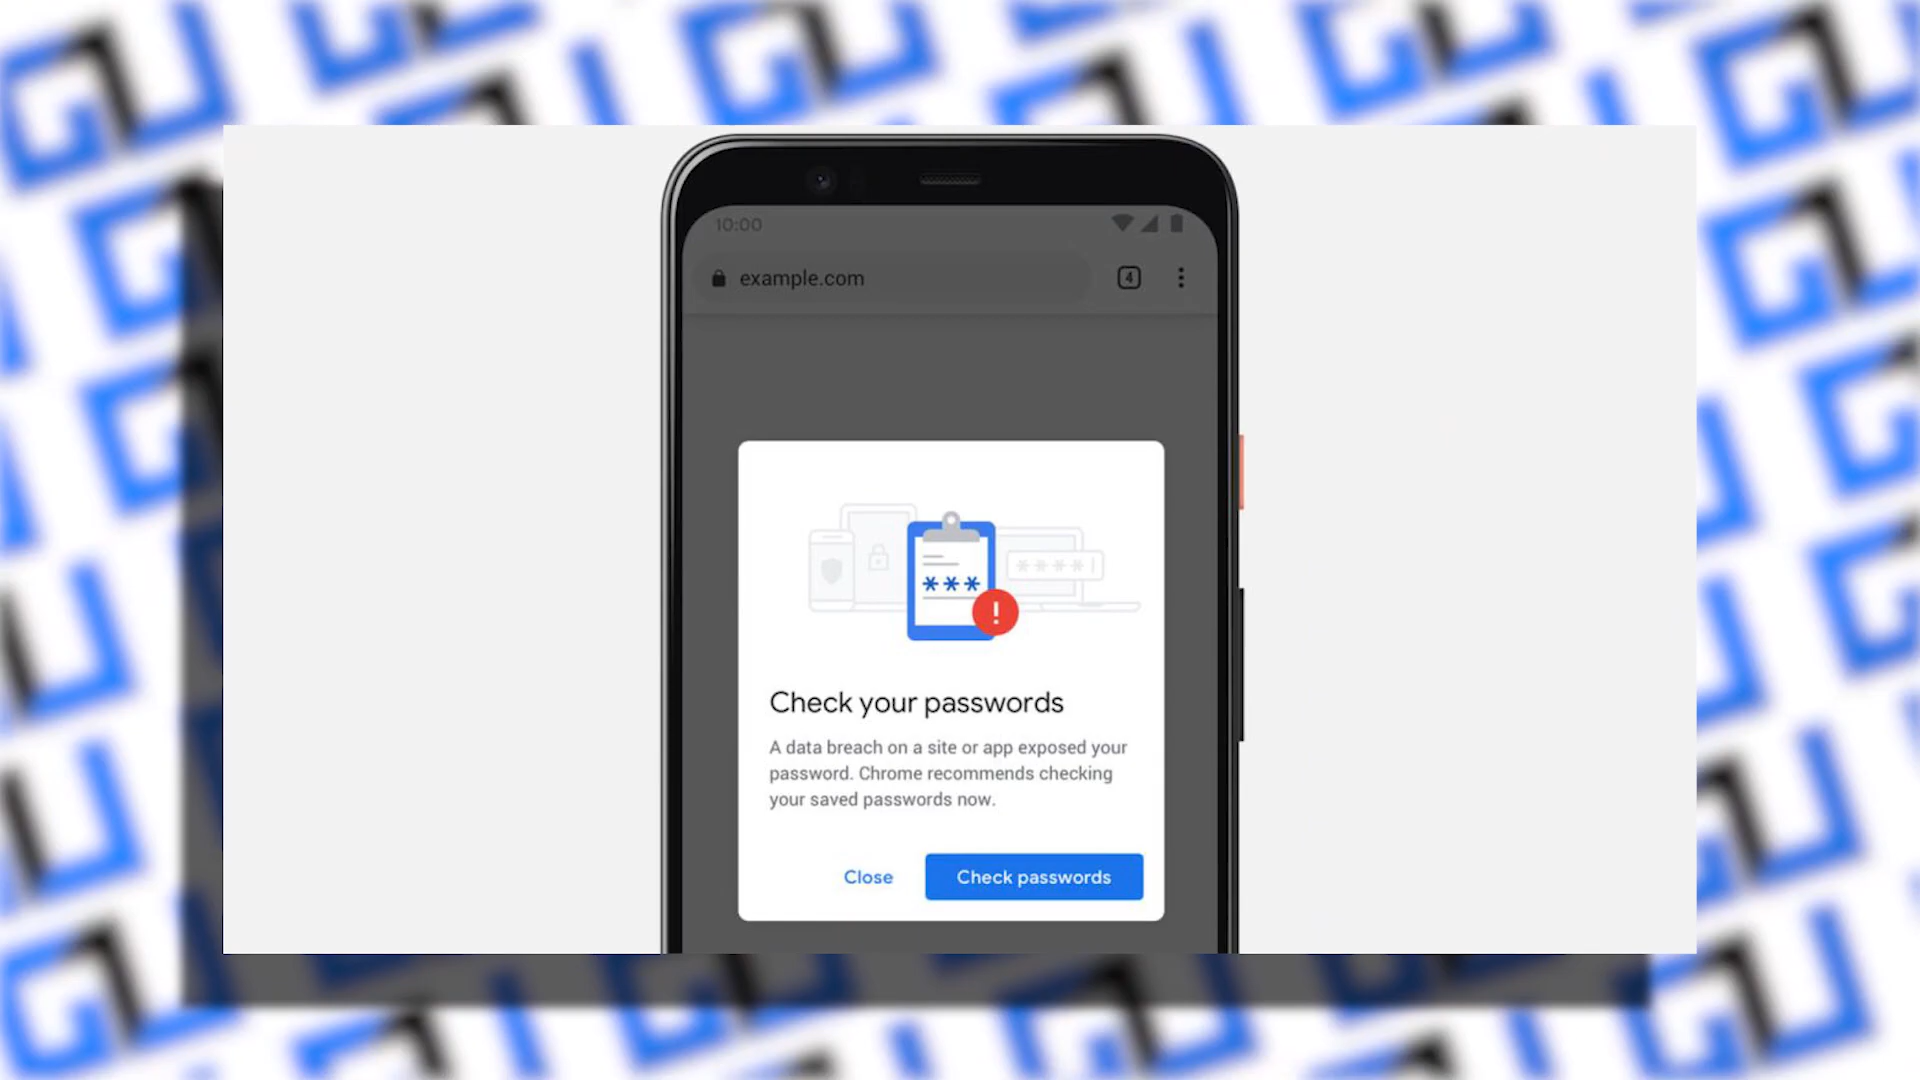 10:00
example.com
4
***
****|
!
Check your passwords
A data breach on a site or app exposed your
password. Chrome recommends checking
your saved passwords now.
Close
Check passwords